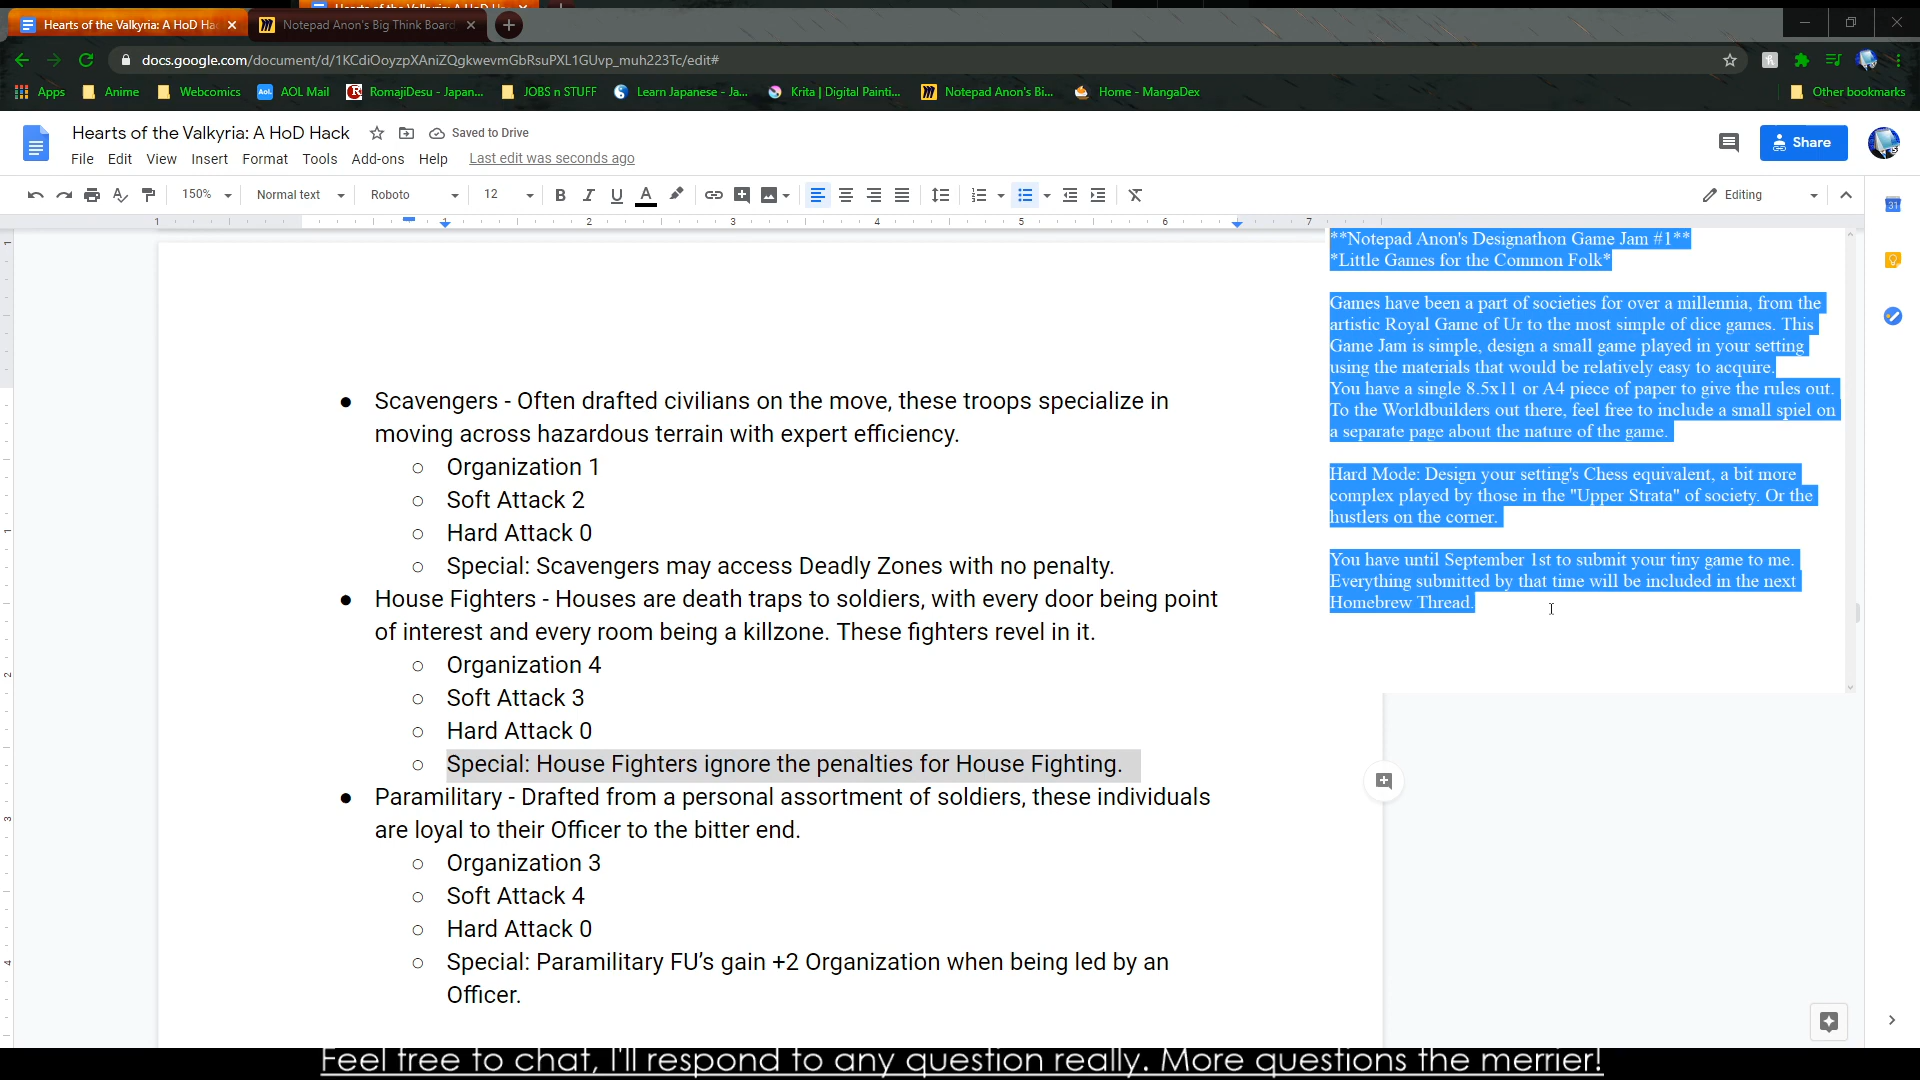 Hearts of the Valkyria: A HoD Ha
Notepad Anon's Big Think Board
docs.google.com/document/d/1KCdiOoyzpXAniZQgkwevmGbRsuPXL1GUvp_muh223Tc/edit#
Apps
Anime
Webcomics
AOL Mail
RomajiDesu - Japan...
JOBS n STUFF
Learn Japanese - Ja...
Krita | Digital Painti...
Notepad Anon's Bi...
Home - MangaDex
Other bookmarks
Hearts of the Valkyria: A HoD Hack
Saved to Drive
File Edit View Insert Format Tools Add-ons Help
Last edit was seconds ago
Share
150%
Normal text
Roboto
12
Editing
1 1 2 3 4 5 6 7
Scavengers - Often drafted civilians on the move, these troops specialize in
moving across hazardous terrain with expert efficiency.
Organization 1
Soft Attack 2
Hard Attack 0
Special: Scavengers may access Deadly Zones with no penalty.
House Fighters - Houses are death traps to soldiers, with every door being point
of interest and every room being a killzone. These fighters revel in it.
Organization 4
Soft Attack 3
Hard Attack 0
Special: House Fighters ignore the penalties for House Fighting.
Paramilitary - Drafted from a personal assortment of soldiers, these individuals
are loyal to their Officer to the bitter end.
Organization 3
Soft Attack 4
Hard Attack 0
Special: Paramilitary FU's gain +2 Organization when being led by an
Officer.
**Notepad Anon's Designathon Game Jam #1**
*Little Games for the Common Folk*
Games have been a part of societies for over a millennia, from the
artistic Royal Game of Ur to the most simple of dice games. This
Game Jam is simple, design a small game played in your setting
using the materials that would be relatively easy to acquire.
You have a single 8.5x11 or A4 piece of paper to give the rules out.
To the Worldbuilders out there, feel free to include a small spiel on
a separate page about the nature of the game.
Hard Mode: Design your setting's Chess equivalent, a bit more
complex played by those in the "Upper Strata" of society. Or the
hustlers on the corner.
You have until September 1st to submit your tiny game to me.
Everything submitted by that time will be included in the next
Homebrew Thread.
Feel free to chat, I'll respond to any question really. More questions the merrier!